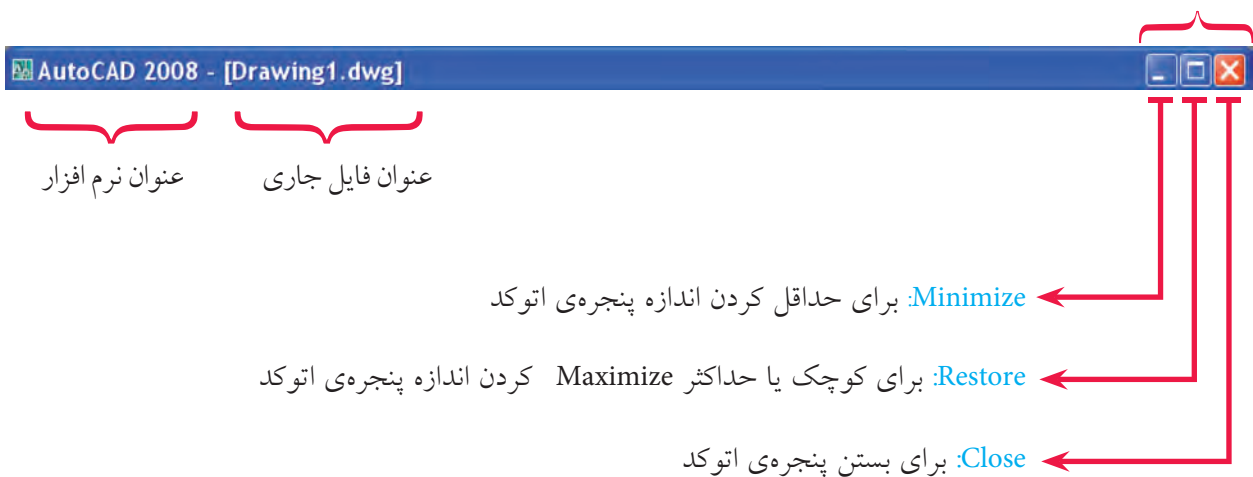 AutoCAD 2008 - [Drawing1.dwg]
عنوان فایل جاری
عنوان نرم افزار
Minimize: برای حداقل کردن اندازه پنجره‌ی اتوکد
Restore: برای کوچک یا حداکثر Maximize کردن اندازه پنجره‌ی اتوکد
Close: برای بستن پنجره‌ی اتوکد